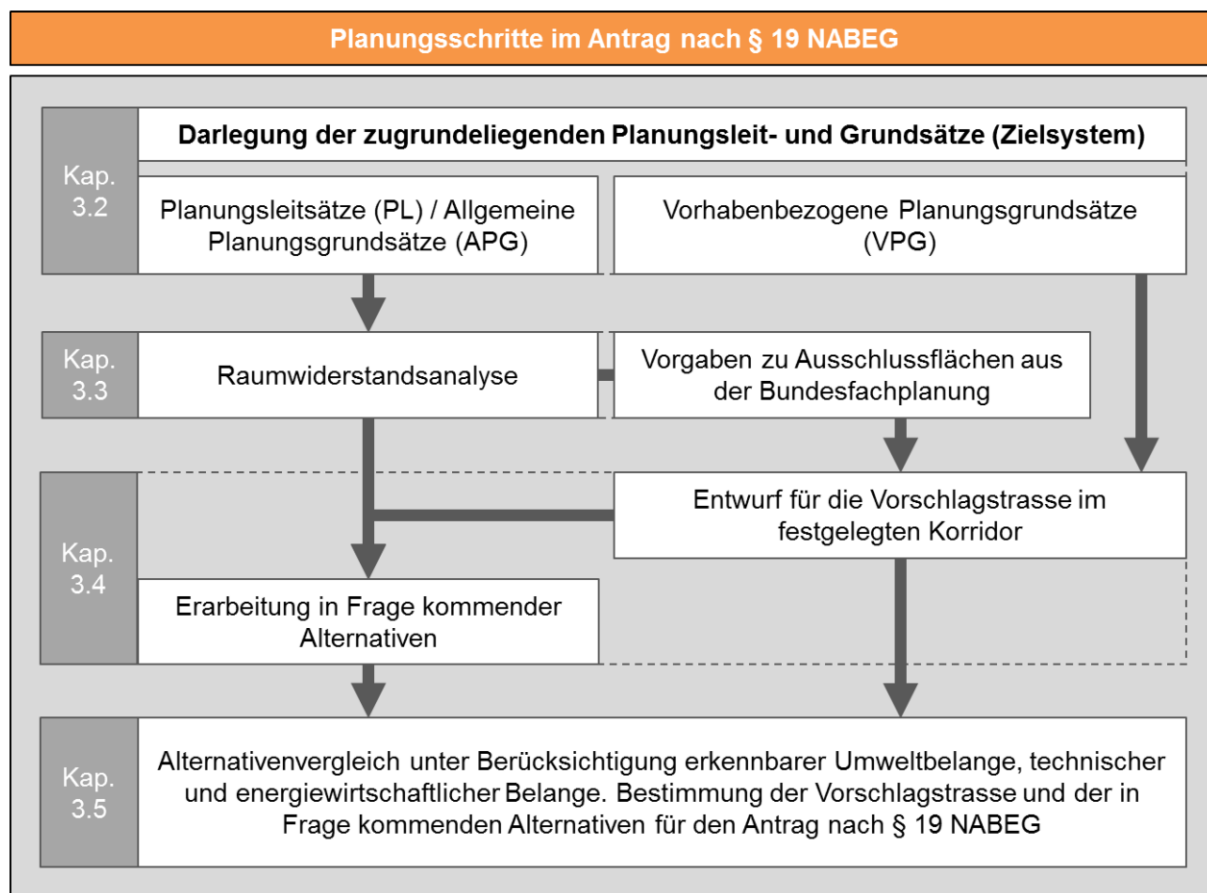 Planungsschritte im Antrag nach § 19 NABEG
Kap.
3.2
Darlegung der zugrundeliegenden Planungsleit- und Grundsätze (Zielsystem)
Planungsleitsätze (PL) / Allgemeine
Planungsgrundsätze (APG)
Vorhabenbezogene Planungsgrundsätze
(VPG)
Kap.
3.3
Raumwiderstandsanalyse
Vorgaben zu Ausschlussflächen aus
der Bundesfachplanung
Kap.
3.4
Entwurf für die Vorschlagstrasse im
festgelegten Korridor
Erarbeitung in Frage kommender
Alternativen
Kap.
3.5
Alternativenvergleich unter Berücksichtigung erkennbarer Umweltbelange, technischer
und energiewirtschaftlicher Belange. Bestimmung der Vorschlagstrasse und der in
Frage kommenden Alternativen für den Antrag nach § 19 NABEG